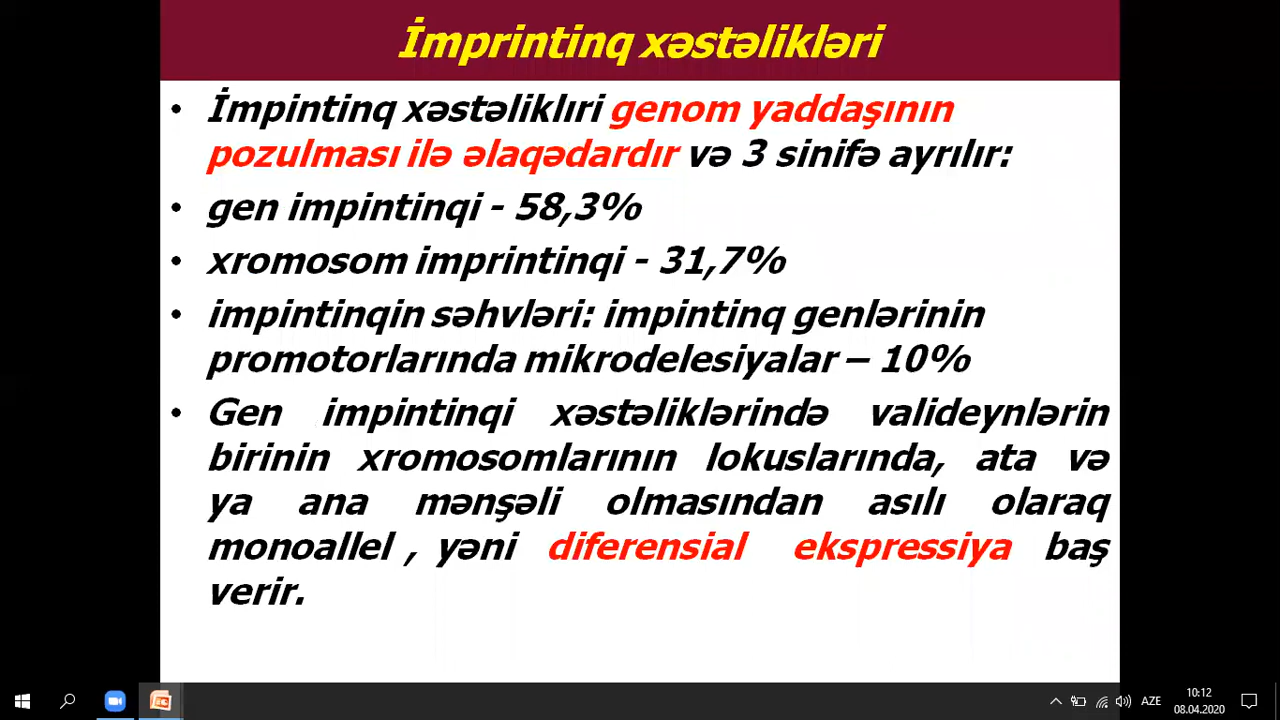 İmprintinq xəstəlikləri
• İmpintinq xəstəliklıri genom yaddaşının
pozulması ilə əlaqədardır və 3 sinifə ayrılır:
• gen impintinqi - 58,3%
• xromosom imprintinqi - 31,7%
• impintinqin səhvləri: impintinq genlərinin
promotorlarında mikrodelesiyalar – 10%
• Gen impintinqi xəstəliklərində valideynlərin
birinin xromosomlarının lokuslarında, ata və
ya ana mənşəli olmasından asılı olaraq
monoallel , yəni diferensial ekspressiya baş
verir.
AZE
10:12
08.04.2020